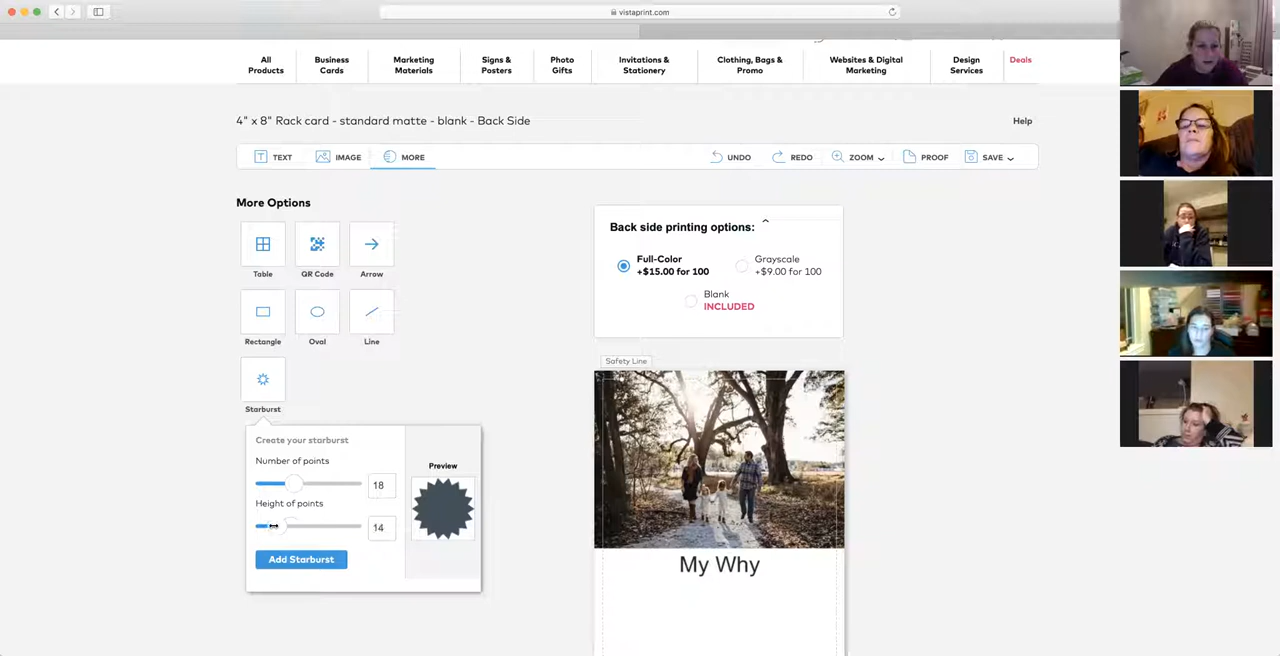 vistaprint.com
All
Products
Business
Cards
Marketing
Materials
Signs &
Posters
Photo
Gifts
Invitations &
Stationery
Clothing, Bags &
Promo
Websites & Digital
Marketing
Design
Services
Deals
4" x 8" Rack card - standard matte - blank - Back Side
Help
TEXT
IMAGE
MORE
UNDO
REDO
ZOOM
PROOF
SAVE
More Options
Table
QR Code
Arrow
Rectangle
Oval
Line
Starburst
Create your starburst
Number of points
18
Height of points
14
Preview
Add Starburst
Back side printing options:
Full-Color
+$15.00 for 100
Grayscale
+$9.00 for 100
Blank
INCLUDED
Safety Line
My Why